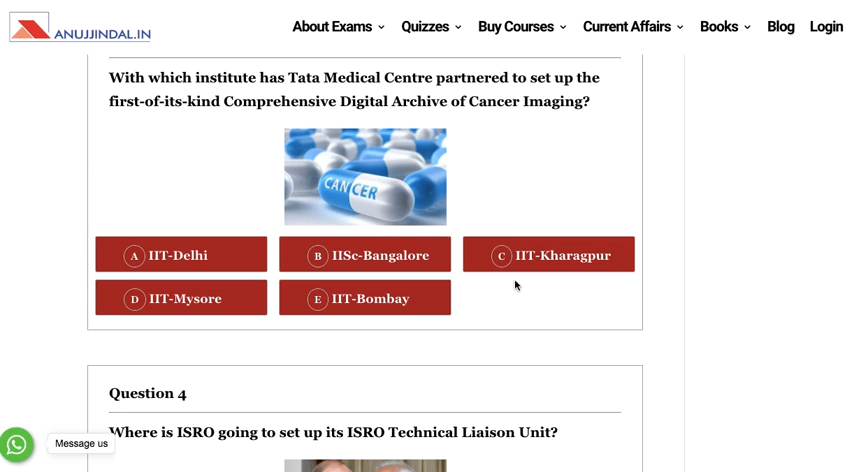 ANUJJINDAL.IN
About Exams Quizzes Buy Courses Current Affairs Books Blog Login
With which institute has Tata Medical Centre partnered to set up the
first-of-its-kind Comprehensive Digital Archive of Cancer Imaging?
CANCER
A IIT-Delhi
B IISc-Bangalore
C IIT-Kharagpur
D IIT-Mysore
E IIT-Bombay
Question 4
Where is ISRO going to set up its ISRO Technical Liaison Unit?
Message us